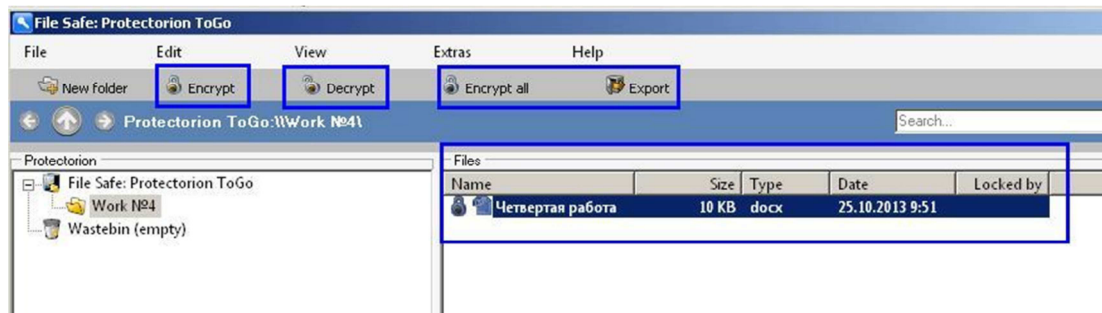 File Safe: Protectorion ToGo
File Edit View Extras Help
New folder Encrypt Decrypt Encrypt all Export
Protectorion ToGo:\\Work №4\ Search...
Protectorion Files
File Safe: Protectorion ToGo Name Size Type Date Locked by
Work №4 Четвертая работа 10 KB docx 25.10.2013 9:51
Wastebin (empty)